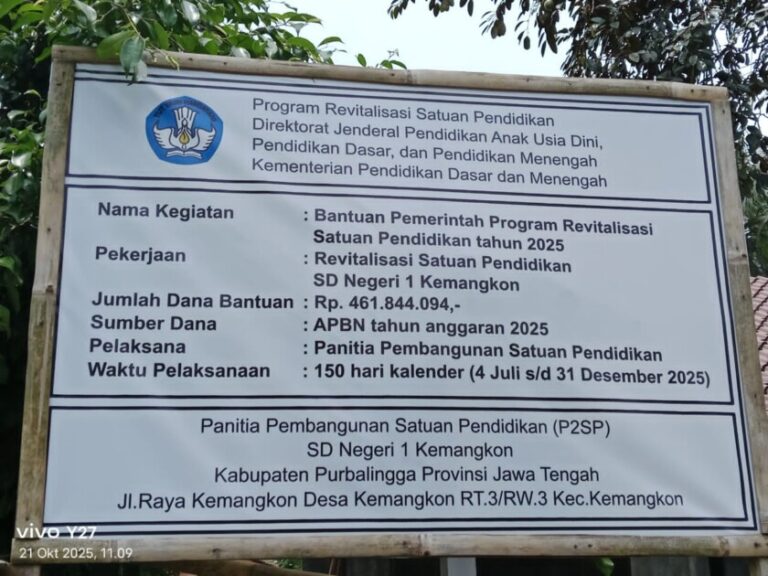 Program Revitalisasi Satuan Pendidikan
Direktorat Jenderal Pendidikan Anak Usia Dini,
Pendidikan Dasar, dan Pendidikan Menengah
Kementerian Pendidikan Dasar dan Menengah
Nama Kegiatan : Bantuan Pemerintah Program Revitalisasi
Satuan Pendidikan tahun 2025
Pekerjaan : Revitalisasi Satuan Pendidikan
SD Negeri 1 Kemangkon
Jumlah Dana Bantuan : Rp. 461.844.094,-
Sumber Dana : APBN tahun anggaran 2025
Pelaksana : Panitia Pembangunan Satuan Pendidikan
Waktu Pelaksanaan : 150 hari kalender (4 Juli s/d 31 Desember 2025)
Panitia Pembangunan Satuan Pendidikan (P2SP)
SD Negeri 1 Kemangkon
Kabupaten Purbalingga Provinsi Jawa Tengah
Jl.Raya Kemangkon Desa Kemangkon RT.3/RW.3 Kec.Kemangkon
vivo Y27
21 Okt 2025, 11.09